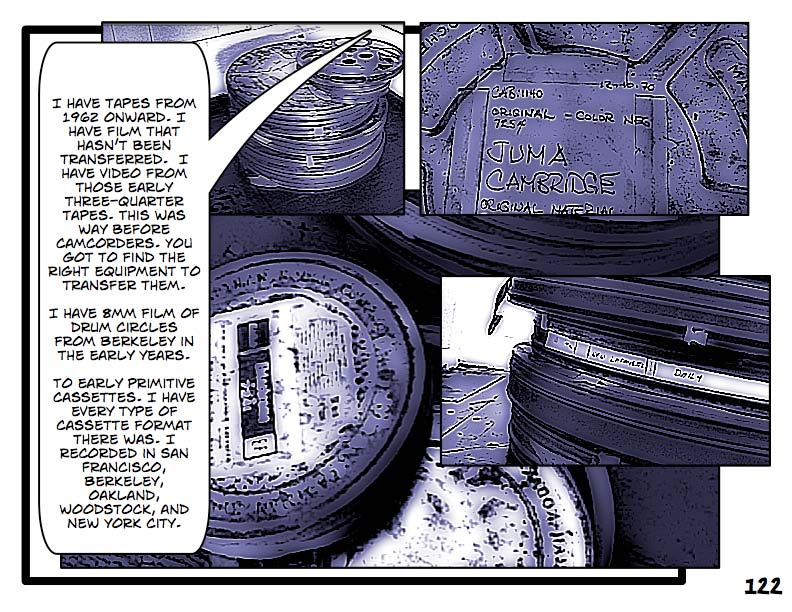 I HAVE TAPES FROM
1962 ONWARD. I
HAVE FILM THAT
HASN'T BEEN
TRANSFERRED. I
HAVE VIDEO FROM
THOSE EARLY
THREE-QUARTER
TAPES. THIS WAS
WAY BEFORE
CAMCORDERS. YOU
GOT TO FIND THE
RIGHT EQUIPMENT TO
TRANSFER THEM.
I HAVE 8MM FILM OF
DRUM CIRCLES
FROM BERKELEY IN
THE EARLY YEARS.
TO EARLY PRIMITIVE
CASSETTES. I HAVE
EVERY TYPE OF
CASSETTE FORMAT
THERE WAS. I
RECORDED IN SAN
FRANCISCO,
BERKELEY,
OAKLAND,
WOODSTOCK, AND
NEW YORK CITY.
CAB:1140
ORIGINAL - COLOR NEG
7254
JUMA
CAMBRIDGE
ORIGINAL MATERIAL
DAILY
122